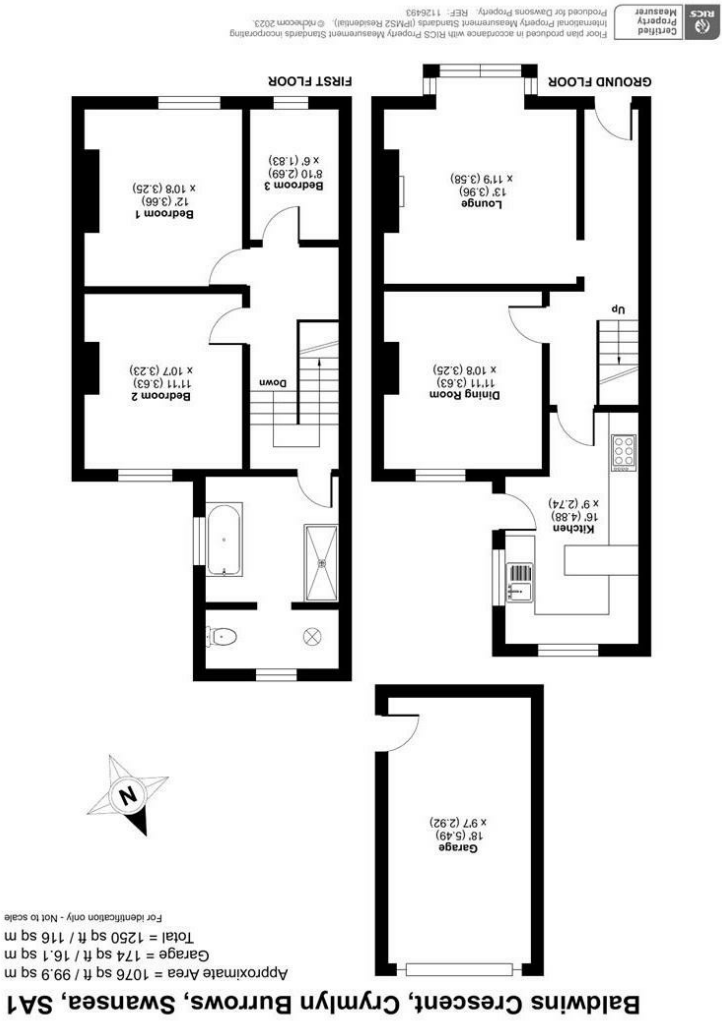 Baldwins Crescent, Crymlyn Burrows, Swansea, SA1
Approximate Area = 1076 sq ft / 99.9 sq m
Garage = 174 sq ft / 16.1 sq m
Total = 1250 sq ft / 116 sq m
For identification only - Not to scale
Garage
18' (5.49)
x 9'7 (2.92)
N
Kitchen
16' (4.88)
x 9' (2.74)
Dining Room
11'11 (3.63)
x 10'8 (3.25)
Up
Lounge
13' (3.96)
x 11'9 (3.58)
GROUND FLOOR
Bedroom 2
11'11 (3.63)
x 10'7 (3.23)
Down
Bedroom 1
12' (3.66)
x 10'8 (3.25)
Bedroom 3
8'10 (2.69)
x 6' (1.83)
FIRST FLOOR
Certified
Property
Measurer
RICS
Floor plan produced in accordance with RICS Property Measurement Standards incorporating
International Property Measurement Standards (IPMS2 Residential). © nichecom 2023.
Produced for Dawsons Property. REF: 1126493